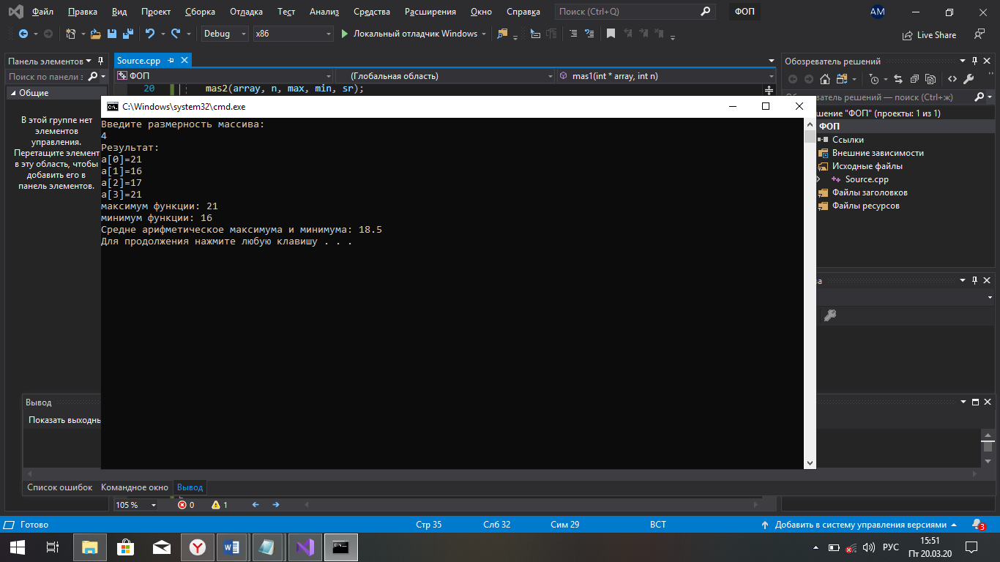 Файл Правка Вид Проект Сборка Отладка Тест Анализ Средства Расширения Окно Справка Поиск (Ctrl+Q) ФОП AM
Debug x86 Локальный отладчик Windows Live Share
Панель элементов
Поиск по панели э
Общие
В этой группе нет
элементов
управления.
Перетащите элемент
в эту область, чтобы
добавить его в
панель элементов.
Source.cpp
ФОП (Глобальная область) mas1(int * array, int n)
20 mas2(array, n, max, min, sr);
C:\Windows\system32\cmd.exe
Введите размерность массива:
4
Результат:
a[0]=21
a[1]=16
a[2]=17
a[3]=21
максимум функции: 21
минимум функции: 16
Средне арифметическое максимума и минимума: 18.5
Для продолжения нажмите любую клавишу . . .
Обозреватель решений
Обозреватель решений — поиск (Ctrl+ж)
шение "ФОП" (проекты: 1 из 1)
ФОП
Ссылки
Внешние зависимости
Исходные файлы
Source.cpp
Файлы заголовков
Файлы ресурсов
Вывод
Показать выходны
Список ошибок Командное окно Вывод
105 % 0 1
Готово Стр 35 Слб 32 Сим 29 ВСТ Добавить в систему управления версиями 3
РУС 15:51
Пт 20.03.20